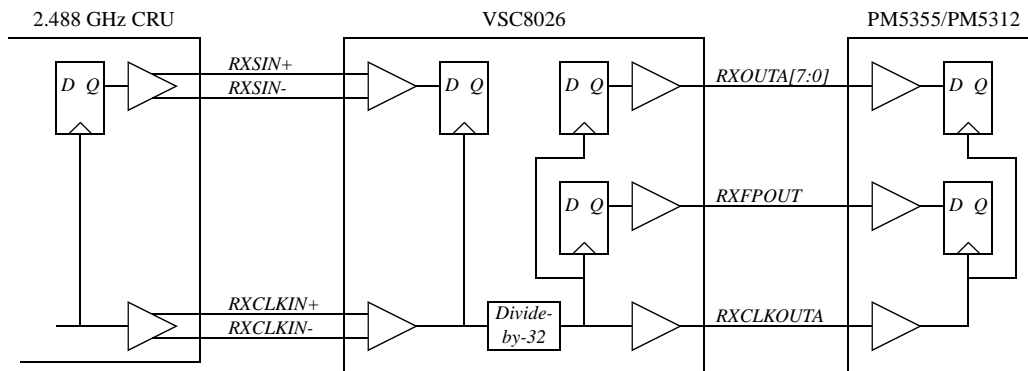 2.488 GHz CRU
VSC8026
PM5355/PM5312
D Q
RXSIN+
RXSIN-
D Q
D Q
RXOUTA[7:0]
D Q
D Q
RXFPOUT
D Q
RXCLKIN+
RXCLKIN-
Divide-
by-32
RXCLKOUTA